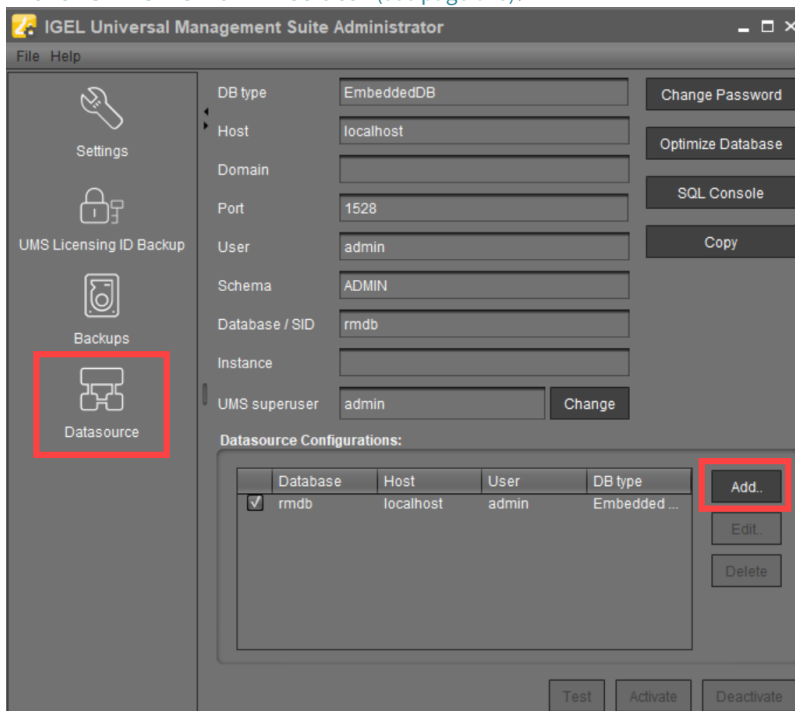 IGEL Universal Management Suite Administrator
File Help
Settings
UMS Licensing ID Backup
Backups
Datasource
DB type EmbeddedDB
Host localhost
Domain
Port 1528
User admin
Schema ADMIN
Database / SID rmdb
Instance
UMS superuser admin Change
Change Password
Optimize Database
SQL Console
Copy
Datasource Configurations:
Database Host User DB type
rmdb localhost admin Embedded ...
Add..
Edit..
Delete
Test Activate Deactivate